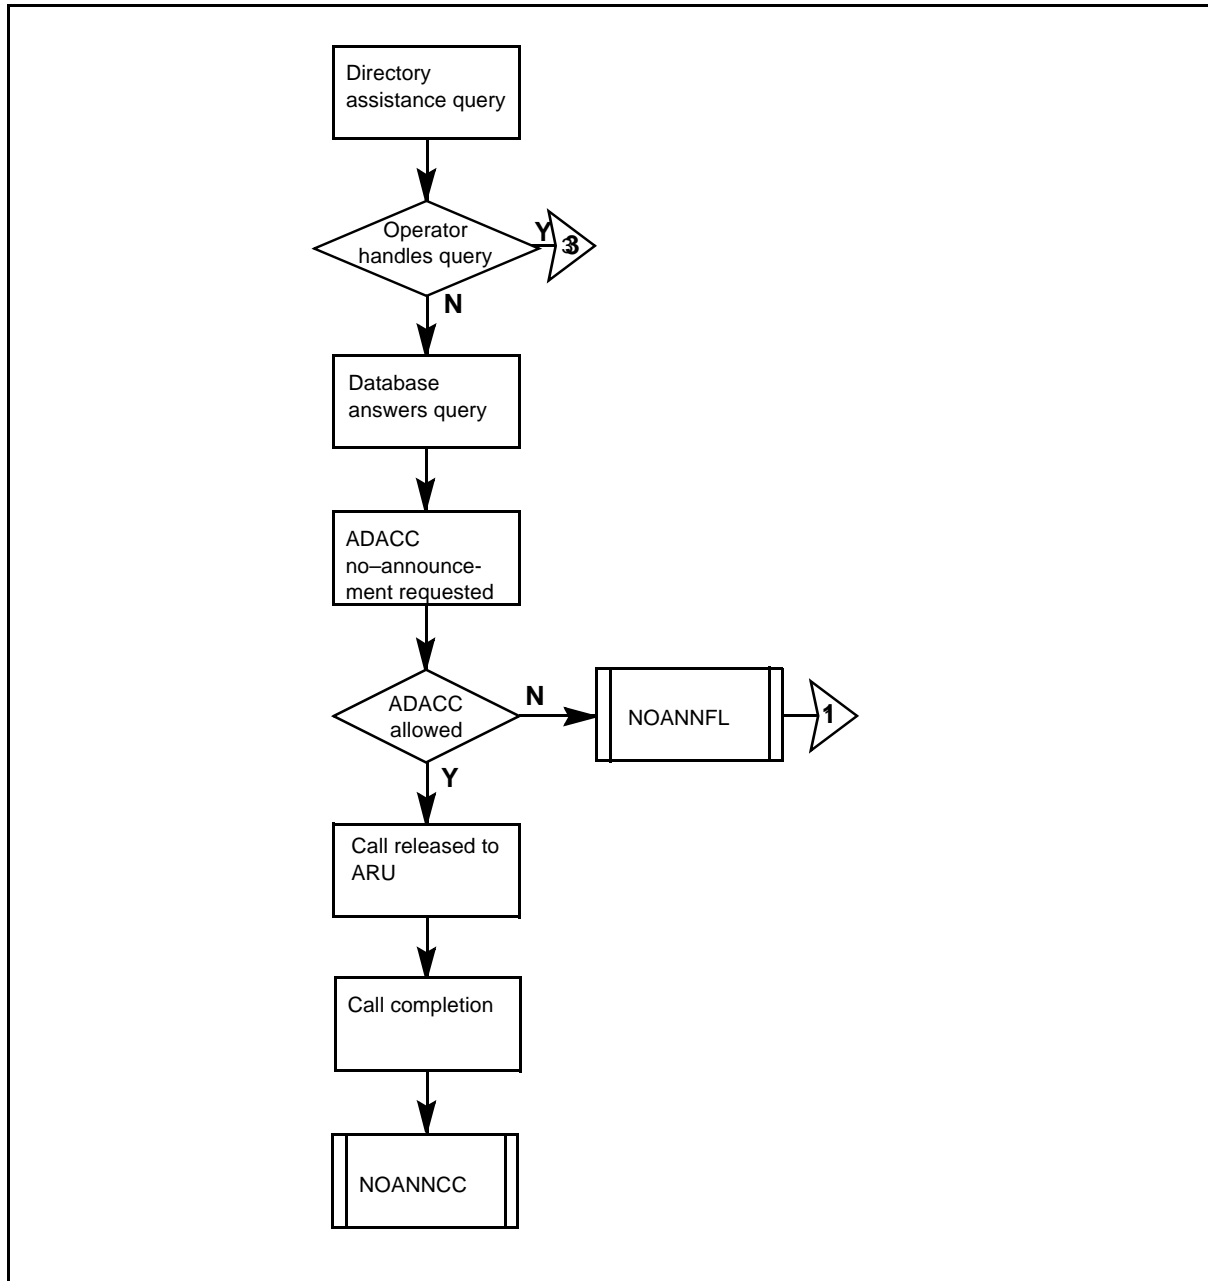 Directory
assistance query
Operator
handles query
Y
3
N
Database
answers query
ADACC
no–announce-
ment requested
ADACC
allowed
N
NOANNFL
1
Y
Call released to
ARU
Call completion
NOANNCC